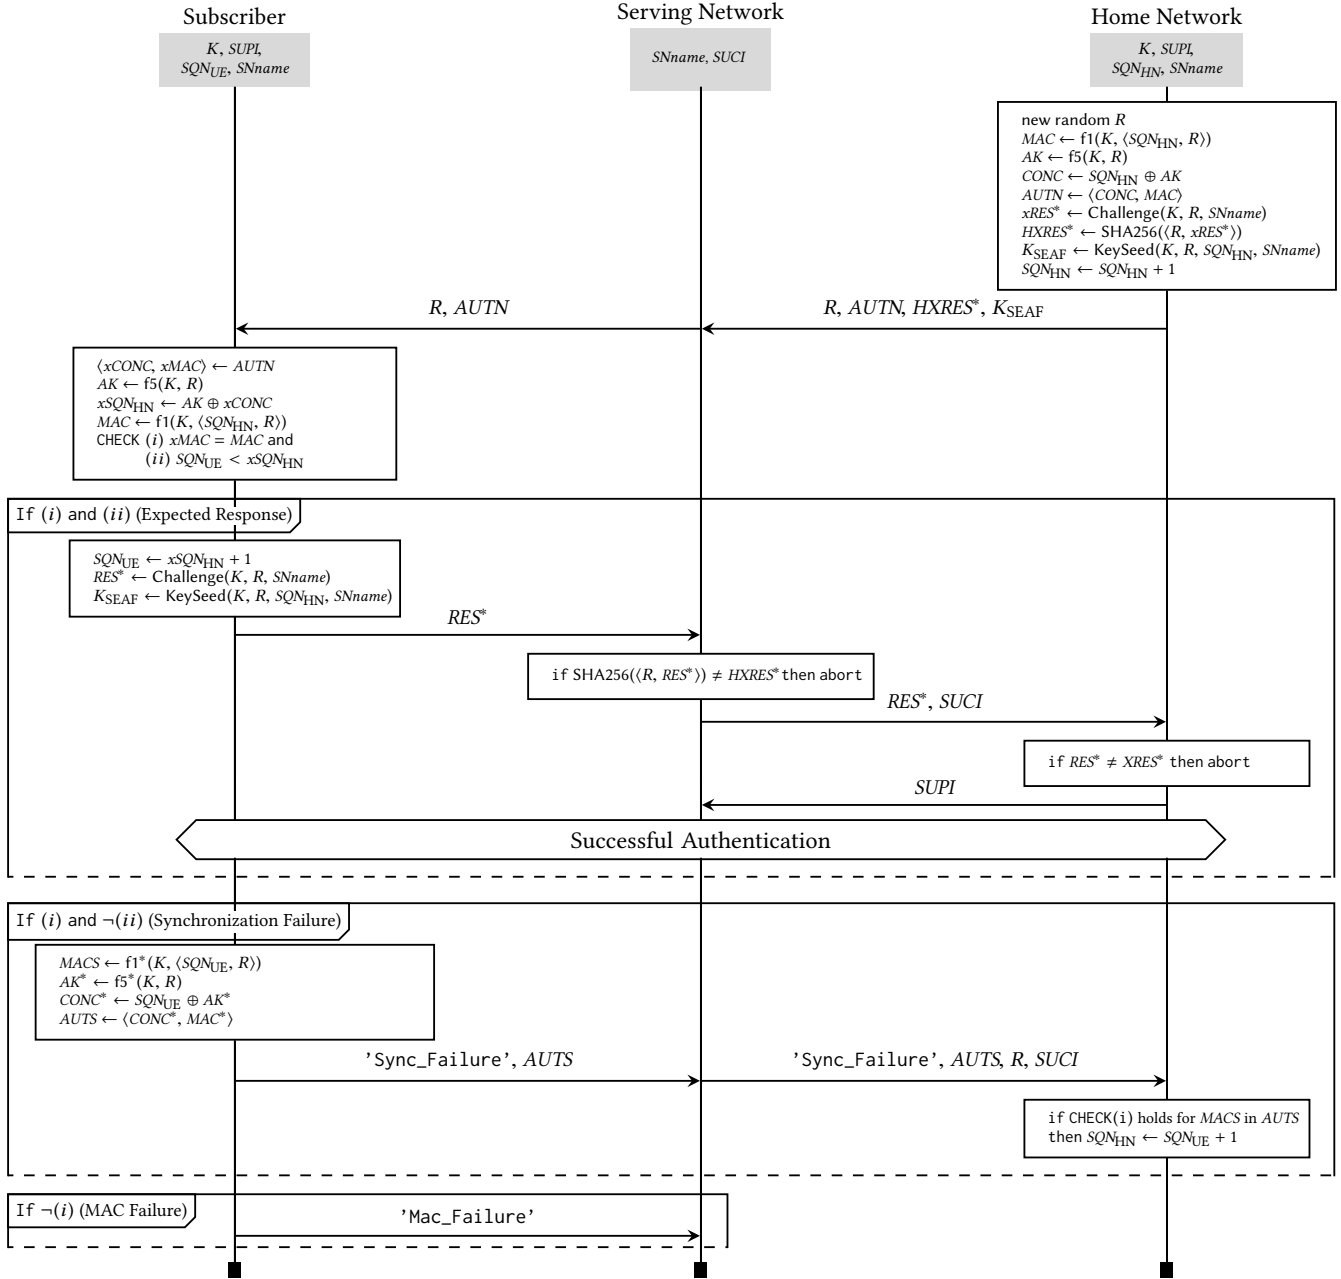 Subscriber
Serving Network
Home Network
K, SUPI,
SQN_UE, SNname
SNname, SUCI
K, SUPI,
SQN_HN, SNname
new random R
MAC ← f1(K, ⟨SQN_HN, R⟩)
AK ← f5(K, R)
CONC ← SQN_HN ⊕ AK
AUTN ← ⟨CONC, MAC⟩
xRES* ← Challenge(K, R, SNname)
HXRES* ← SHA256(⟨R, xRES*⟩)
K_SEAF ← KeySeed(K, R, SQN_HN, SNname)
SQN_HN ← SQN_HN + 1
R, AUTN, HXRES*, K_SEAF
R, AUTN
⟨xCONC, xMAC⟩ ← AUTN
AK ← f5(K, R)
xSQN_HN ← AK ⊕ xCONC
MAC ← f1(K, ⟨SQN_HN, R⟩)
CHECK (i) xMAC = MAC and
(ii) SQN_UE < xSQN_HN
If (i) and (ii) (Expected Response)
SQN_UE ← xSQN_HN + 1
RES* ← Challenge(K, R, SNname)
K_SEAF ← KeySeed(K, R, SQN_HN, SNname)
RES*
if SHA256(⟨R, RES*⟩) ≠ HXRES* then abort
RES*, SUCI
if RES* ≠ XRES* then abort
SUPI
Successful Authentication
If (i) and ¬(ii) (Synchronization Failure)
MACS ← f1*(K, ⟨SQN_UE, R⟩)
AK* ← f5*(K, R)
CONC* ← SQN_UE ⊕ AK*
AUTS ← ⟨CONC*, MAC*⟩
'Sync_Failure', AUTS
'Sync_Failure', AUTS, R, SUCI
if CHECK(i) holds for MACS in AUTS
then SQN_HN ← SQN_UE + 1
If ¬(i) (MAC Failure)
'Mac_Failure'